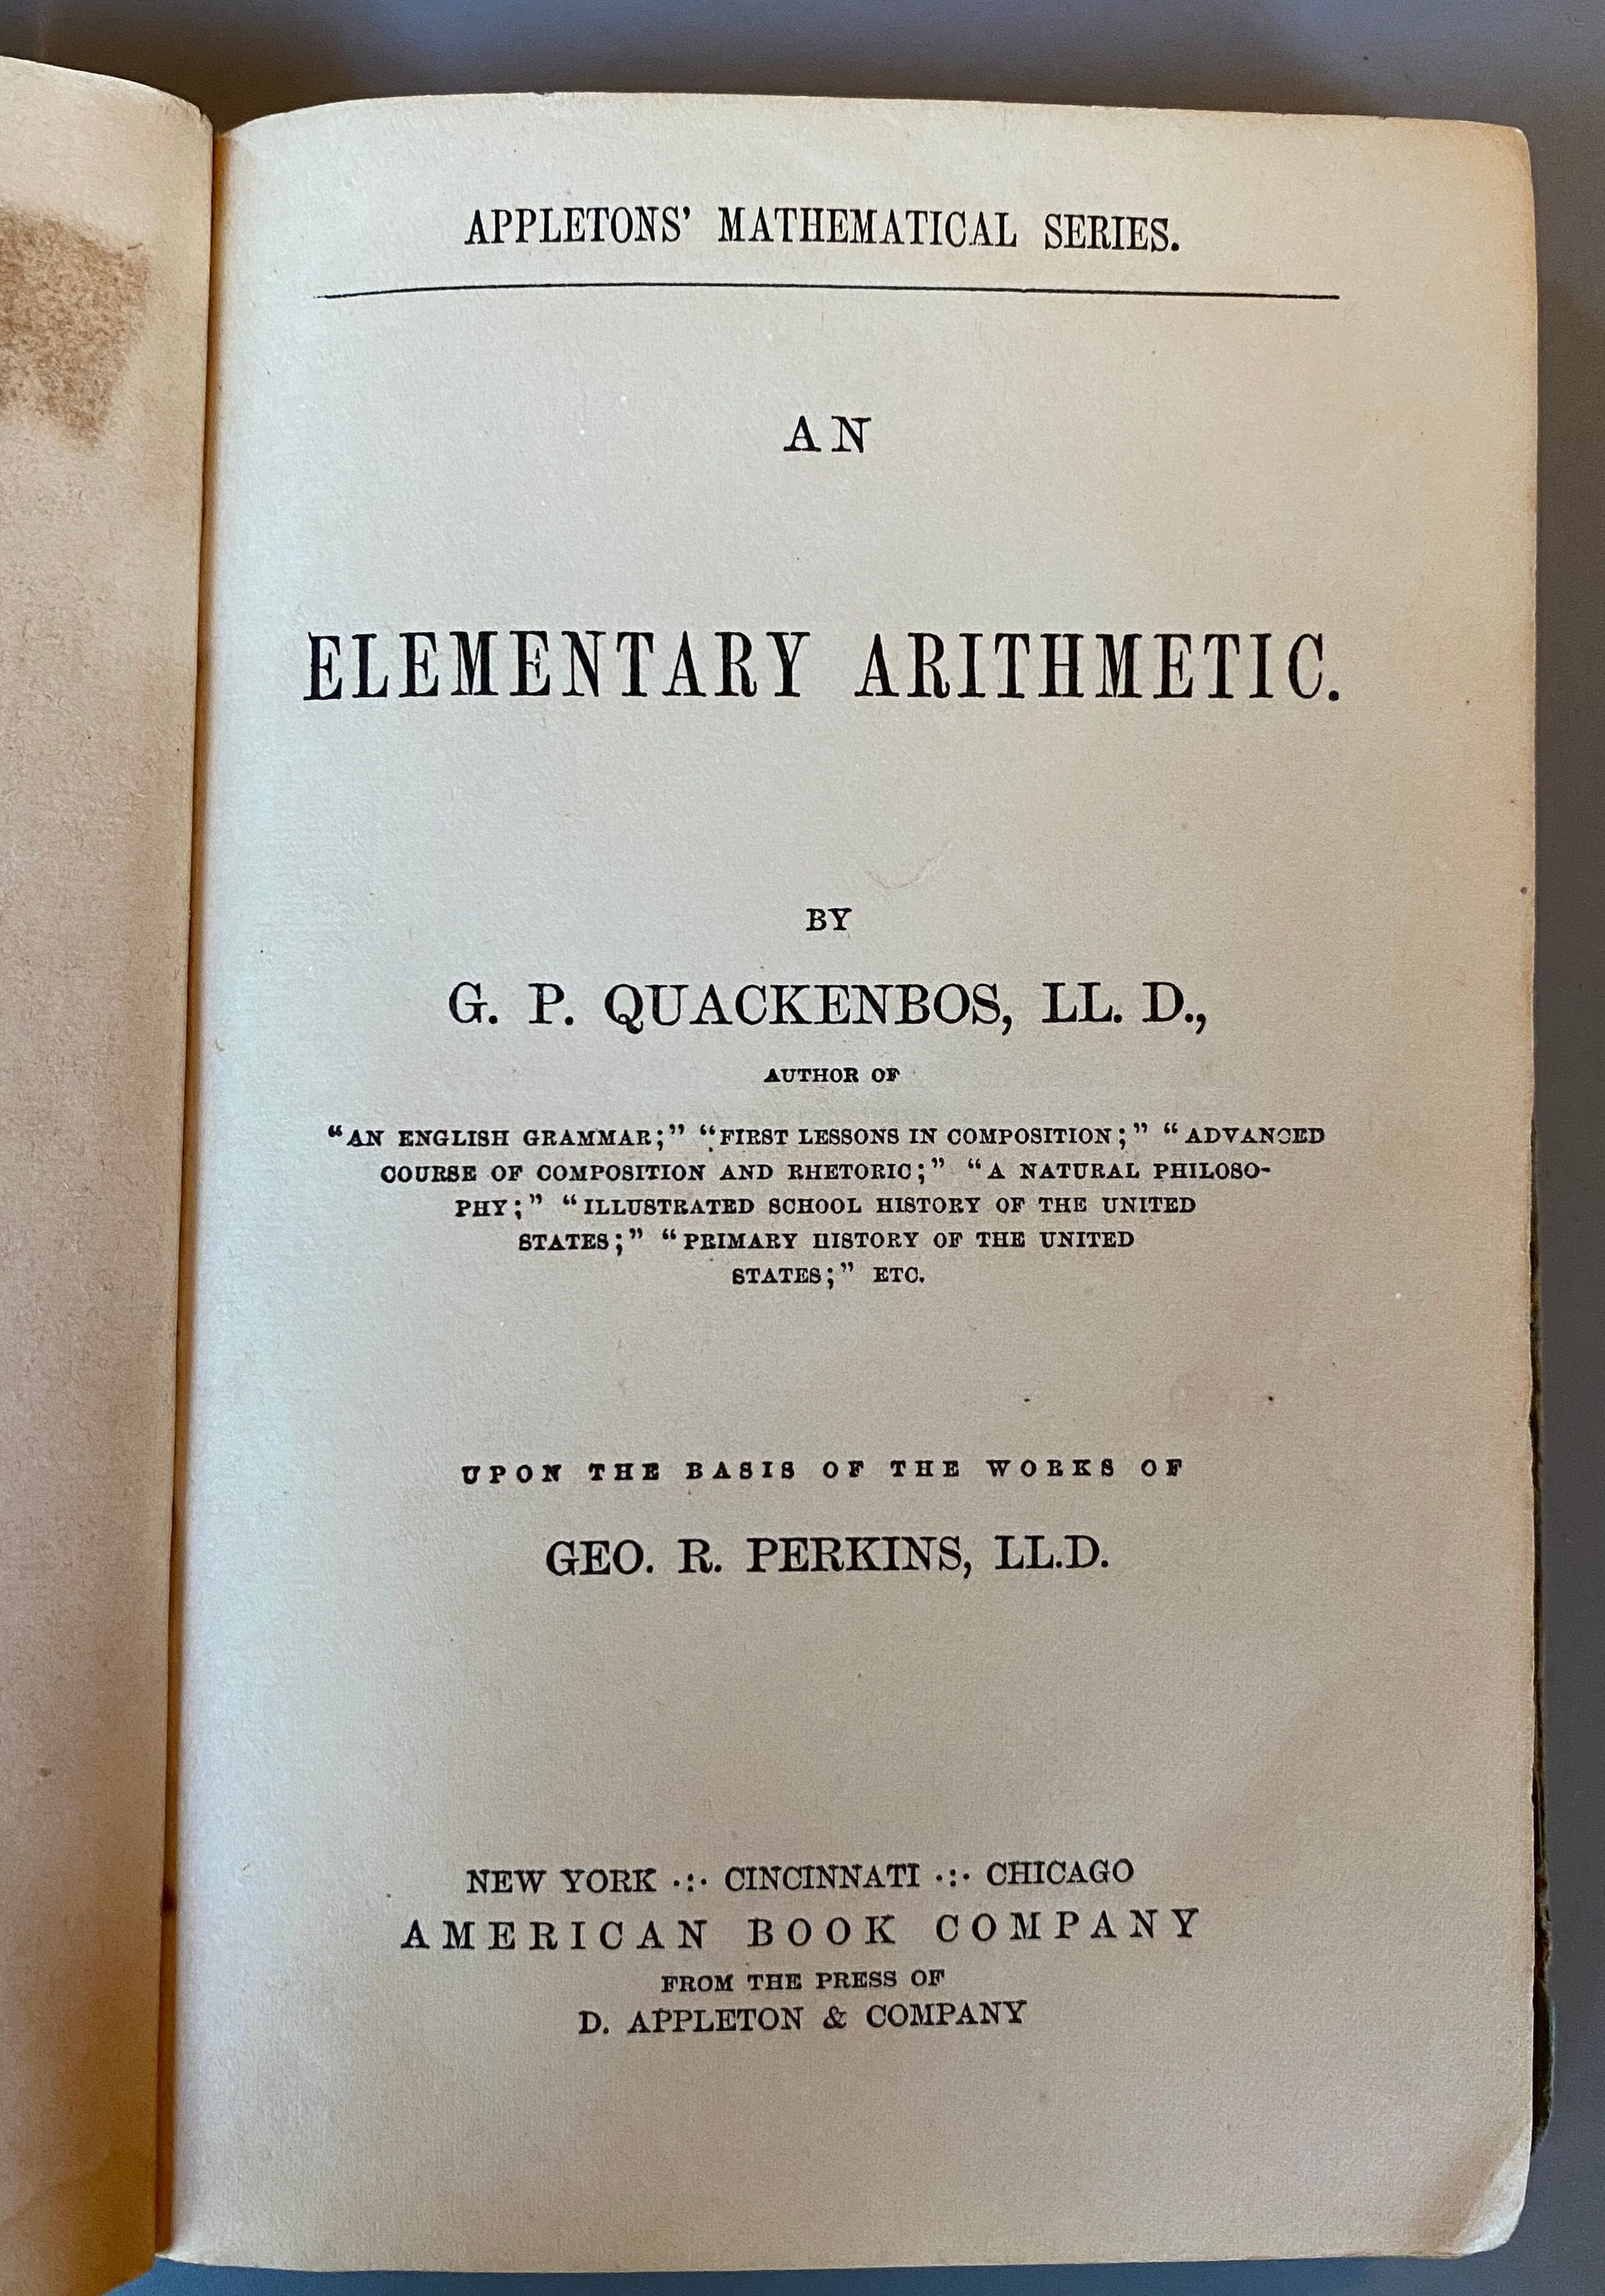 APPLETONS' MATHEMATICAL SERIES.
AN
ELEMENTARY ARITHMETIC.
BY
G. P. QUACKENBOS, LL. D.,
AUTHOR OF
“AN ENGLISH GRAMMAR;” “FIRST LESSONS IN COMPOSITION;” “ADVANCED
COURSE OF COMPOSITION AND RHETORIC;” “A NATURAL PHILOSO-
PHY;” “ILLUSTRATED SCHOOL HISTORY OF THE UNITED
STATES;” “PRIMARY HISTORY OF THE UNITED
STATES;” ETC.
UPON THE BASIS OF THE WORKS OF
GEO. R. PERKINS, LL.D.
NEW YORK ·:· CINCINNATI ·:· CHICAGO
AMERICAN BOOK COMPANY
FROM THE PRESS OF
D. APPLETON & COMPANY